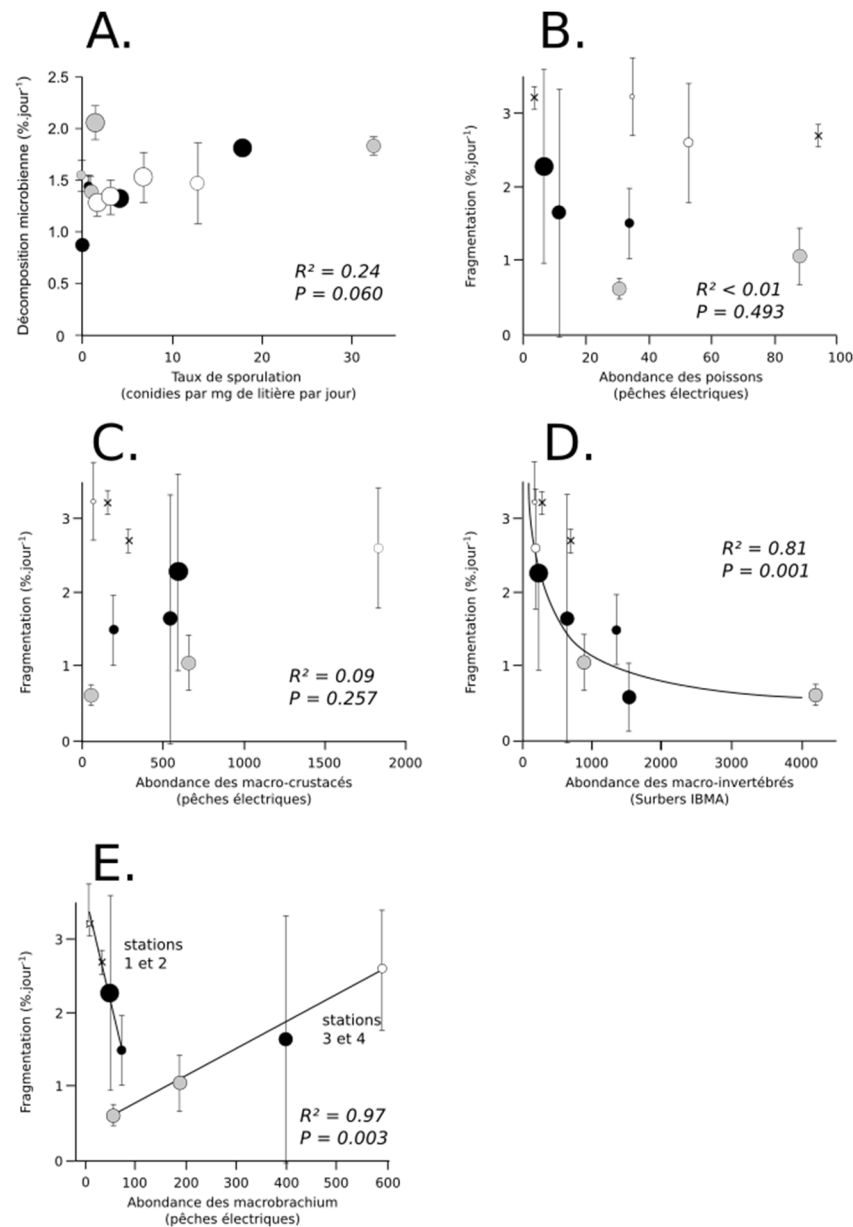 A.
Décomposition microbienne (%.jour⁻¹)
2.5
2.0
1.5
1.0
0.5
0
0 10 20 30
R² = 0.24
P = 0.060
Taux de sporulation
(conidies par mg de litière par jour)
B.
Fragmentation (%.jour⁻¹)
3
2
1
0
0 20 40 60 80 100
R² < 0.01
P = 0.493
Abondance des poissons
(pêches électriques)
C.
Fragmentation (%.jour⁻¹)
3
2
1
0
0 500 1000 1500 2000
R² = 0.09
P = 0.257
Abondance des macro-crustacés
(pêches électriques)
D.
Fragmentation (%.jour⁻¹)
3
2
1
0
0 1000 2000 3000 4000
R² = 0.81
P = 0.001
Abondance des macro-invertébrés
(Surbers IBMA)
E.
Fragmentation (%.jour⁻¹)
3
2
1
0
stations
1 et 2
stations
3 et 4
R² = 0.97
P = 0.003
0 100 200 300 400 500 600
Abondance des macrobrachium
(pêches électriques)